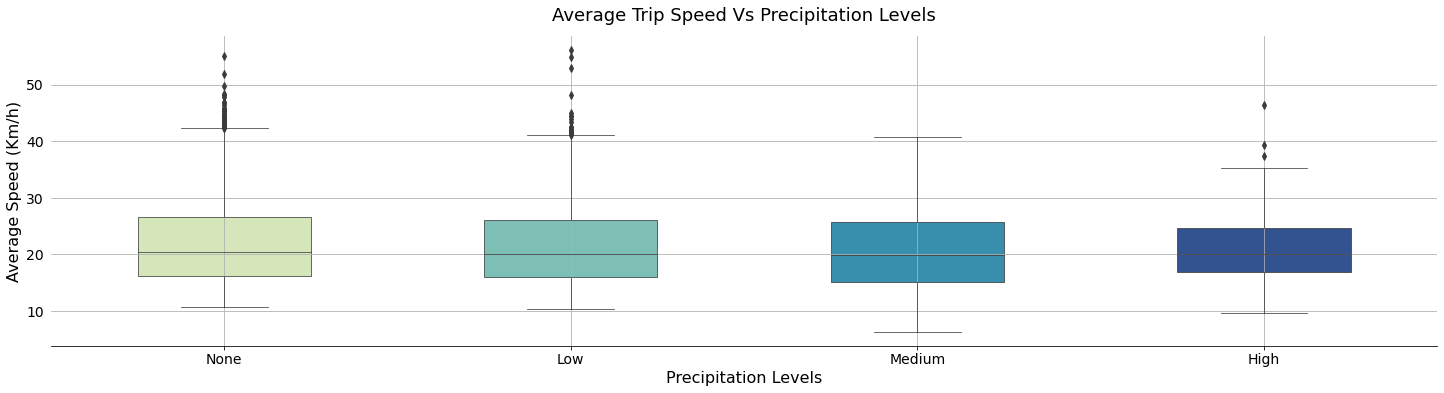 Average Trip Speed Vs Precipitation Levels
Average Speed (Km/h)
50
40
30
20
10
None Low Medium High
Precipitation Levels